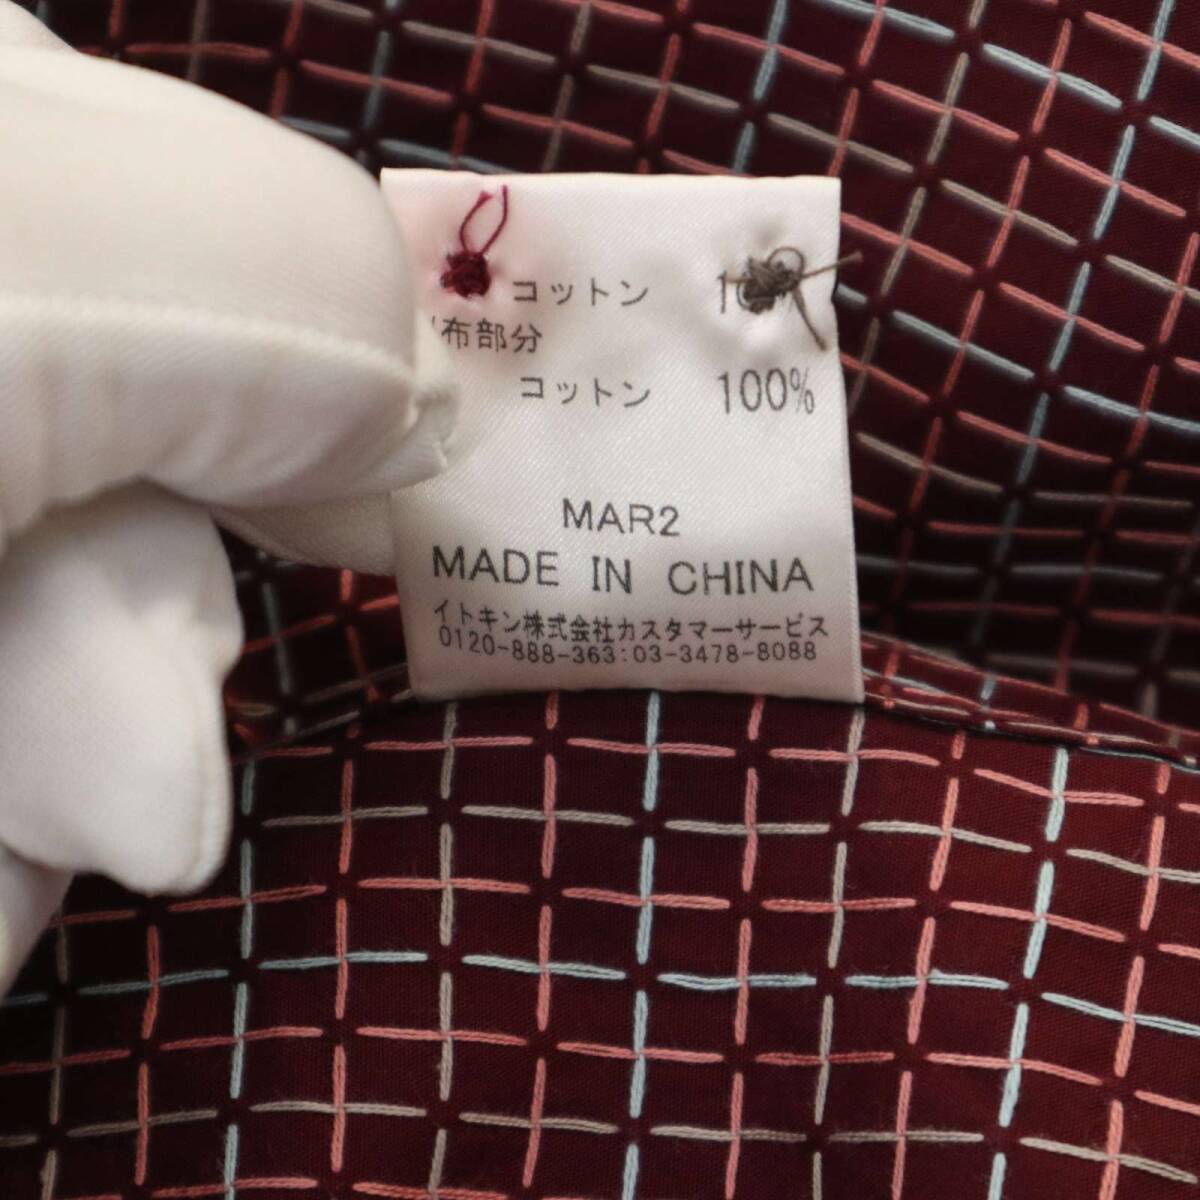 コットン
布部分
コットン 100%
MAR2
MADE IN CHINA
イトキン株式会社カスタマーサービス
0120-888-363:03-3478-8088